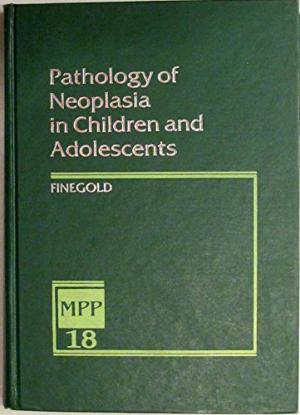 Pathology of
Neoplasia
in Children and
Adolescents
FINEGOLD
MPP
18